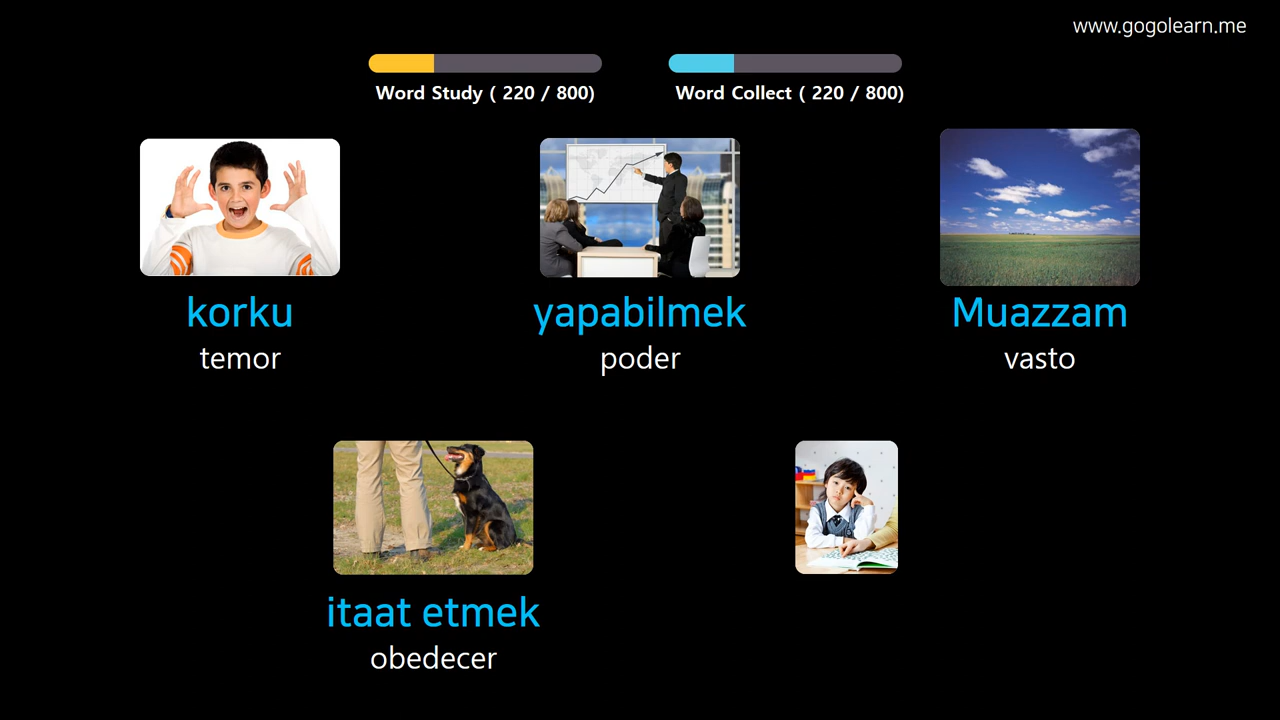 www.gogolearn.me
Word Study ( 220 / 800)
Word Collect ( 220 / 800)
korku
temor
yapabilmek
poder
Muazzam
vasto
itaat etmek
obedecer